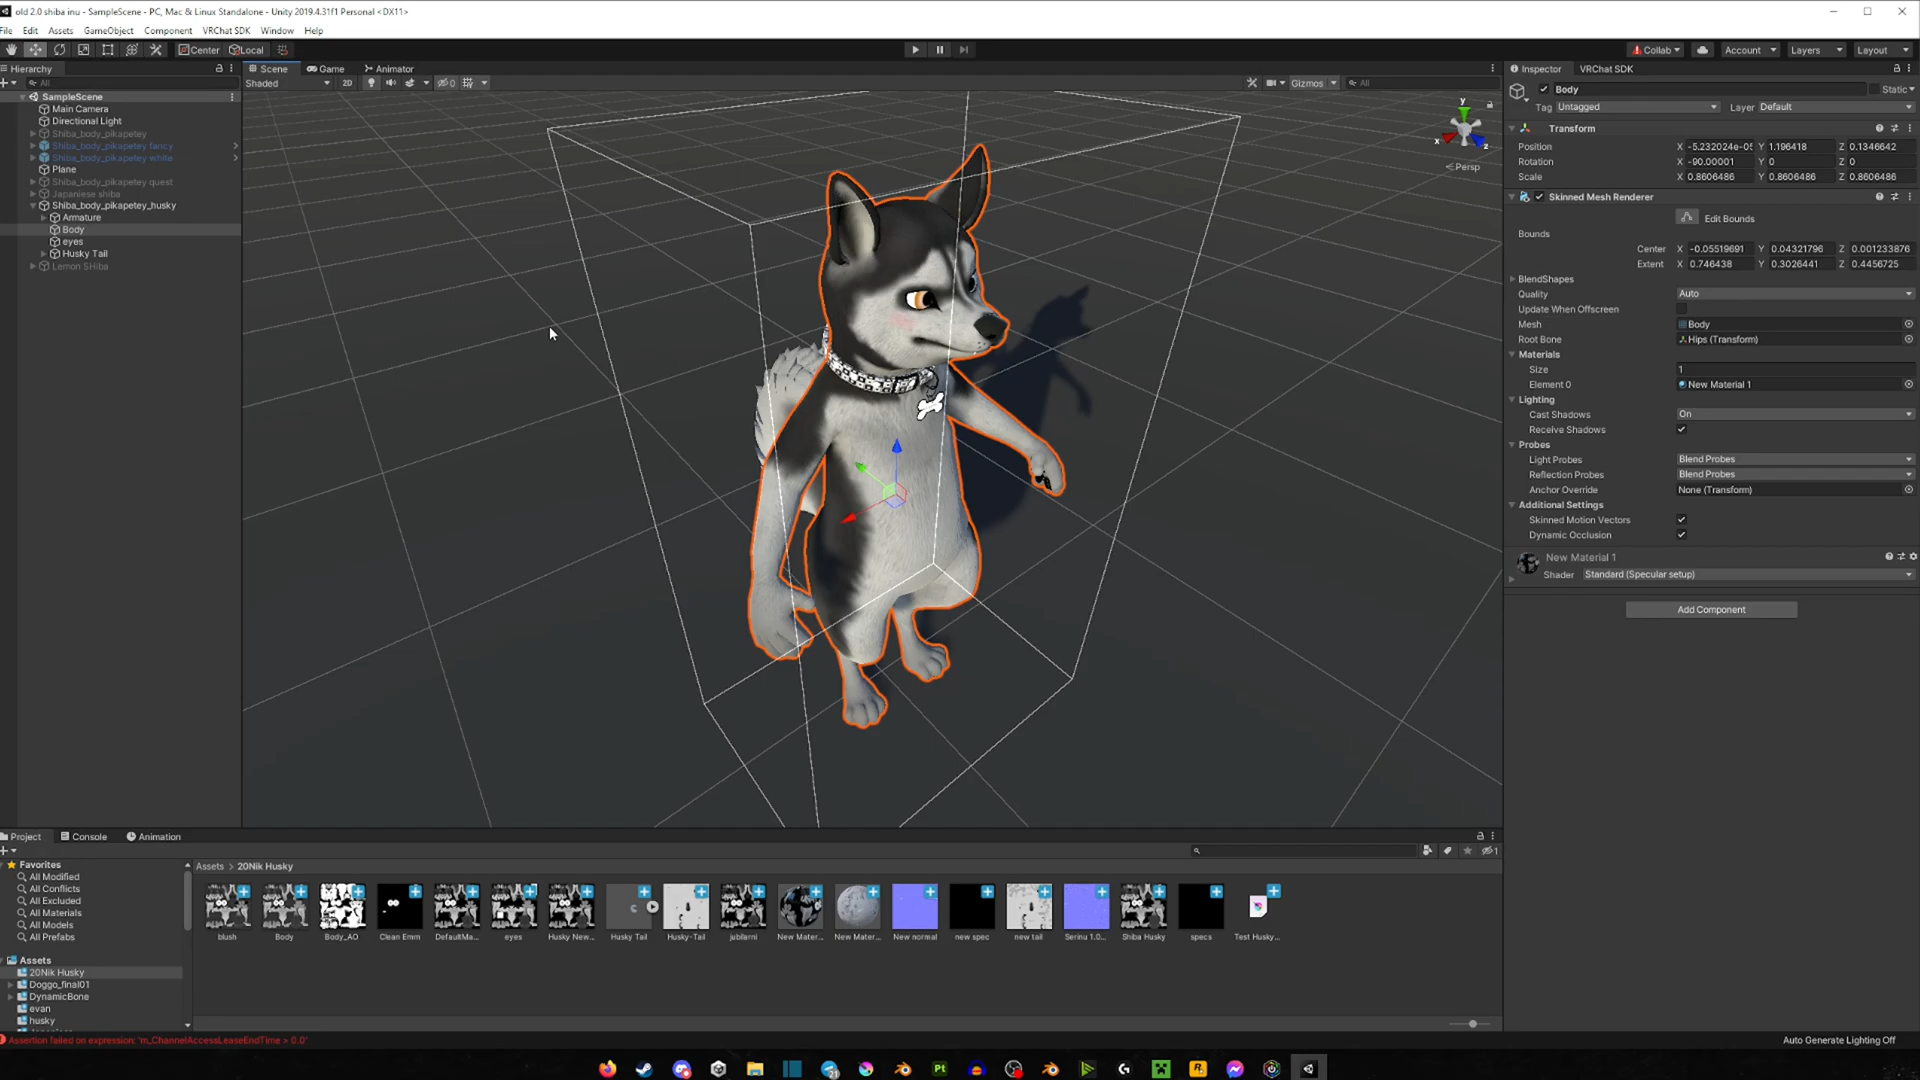 old 2.0 shiba inu - SampleScene - PC, Mac & Linux Standalone - Unity 2019.4.31f1 Personal <DX11>
File Edit Assets GameObject Component VRChat SDK Window Help
Center Local
Collab Account Layers Layout
Hierarchy
All
SampleScene
Main Camera
Directional Light
Shiba_body_pikapetey
Shiba_body_pikapetey fancy
Shiba_body_pikapetey white
Plane
Shiba_body_pikapetey quest
Japaniese shiba
Shiba_body_pikapetey_husky
Armature
Body
eyes
Husky Tail
Lemon SHiba
Scene Game Animator
Shaded 2D 0 Gizmos All
y
x z
Persp
Inspector VRChat SDK
Body Static
Tag Untagged Layer Default
Transform
Position X -5.232024e-05 Y 1.196418 Z 0.1346642
Rotation X -90.00001 Y 0 Z 0
Scale X 0.8606486 Y 0.8606486 Z 0.8606486
Skinned Mesh Renderer
Edit Bounds
Bounds
Center X -0.05519691 Y 0.04321796 Z 0.001233876
Extent X 0.746438 Y 0.3026441 Z 0.4456725
BlendShapes
Quality Auto
Update When Offscreen
Mesh Body
Root Bone Hips (Transform)
Materials
Size 1
Element 0 New Material 1
Lighting
Cast Shadows On
Receive Shadows
Probes
Light Probes Blend Probes
Reflection Probes Blend Probes
Anchor Override None (Transform)
Additional Settings
Skinned Motion Vectors
Dynamic Occlusion
New Material 1
Shader Standard (Specular setup)
Add Component
Project Console Animation
1
Favorites
All Modified
All Conflicts
All Excluded
All Materials
All Models
All Prefabs
Assets
20Nik Husky
Doggo_final01
DynamicBone
evan
husky
Assets > 20Nik Husky
blush Body Body_AO Clean Emm DefaultMa... eyes Husky New... Husky Tail Husky-Tail jubilarni New Mater... New Mater... New normal new spec new tail Serinu 1.0... Shiba Husky specs Test Husky...
Assertion failed on expression: 'm_ChannelAccessLeaseEndTime > 0.0'
Auto Generate Lighting Off
Pt